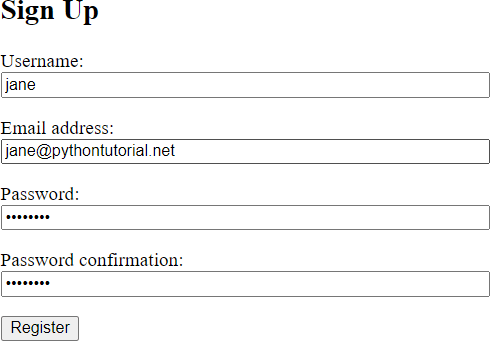 Sign Up
Username:
jane
Email address:
jane@pythontutorial.net
Password:
••••••••
Password confirmation:
••••••••
Register